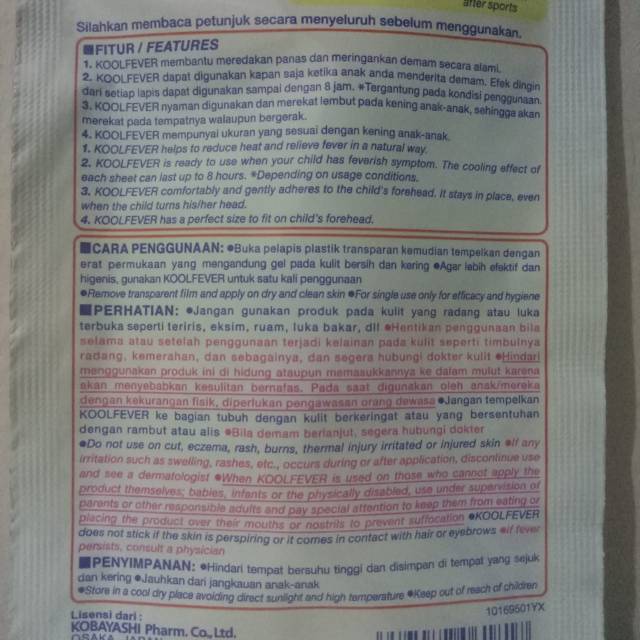 after sports
Silahkan membaca petunjuk secara menyeluruh sebelum menggunakan.
■FITUR / FEATURES
1. KOOLFEVER membantu meredakan panas dan meringankan demam secara alami.
2. KOOLFEVER dapat digunakan kapan saja ketika anak anda menderita demam. Efek dingin
dari setiap lapis dapat digunakan sampai dengan 8 jam. *Tergantung pada kondisi penggunaan.
3. KOOLFEVER nyaman digunakan dan merekat lembut pada kening anak-anak, sehingga akan
merekat pada tempatnya walaupun bergerak.
4. KOOLFEVER mempunyai ukuran yang sesuai dengan kening anak-anak.
1. KOOLFEVER helps to reduce heat and relieve fever in a natural way.
2. KOOLFEVER is ready to use when your child has feverish symptom. The cooling effect of
each sheet can last up to 8 hours. *Depending on usage conditions.
3. KOOLFEVER comfortably and gently adheres to the child's forehead. It stays in place, even
when the child turns his/her head.
4. KOOLFEVER has a perfect size to fit on child's forehead.
■CARA PENGGUNAAN: ●Buka pelapis plastik transparan kemudian tempelkan dengan
erat permukaan yang mengandung gel pada kulit bersih dan kering ●Agar lebih efektif dan
higenis, gunakan KOOLFEVER untuk satu kali penggunaan
●Remove transparent film and apply on dry and clean skin ●For single use only for efficacy and hygiene
■PERHATIAN: ●Jangan gunakan produk pada kulit yang radang atau luka
terbuka seperti teriris, eksim, ruam, luka bakar, dll ●Hentikan penggunaan bila
selama atau setelah penggunaan terjadi kelainan pada kulit seperti timbulnya
radang, kemerahan, dan sebagainya, dan segera hubungi dokter kulit ●Hindari
menggunakan produk ini di hidung ataupun memasukkannya ke dalam mulut karena
akan menyebabkan kesulitan bernafas. Pada saat digunakan oleh anak/mereka
dengan kekurangan fisik, diperlukan pengawasan orang dewasa ●Jangan tempelkan
KOOLFEVER ke bagian tubuh dengan kulit berkeringat atau yang bersentuhan
dengan rambut atau alis ●Bila demam berlanjut, segera hubungi dokter
●Do not use on cut, eczema, rash, burns, thermal injury irritated or injured skin ●If any
irritation such as swelling, rashes, etc., occurs during or after application, discontinue use
and see a dermatologist ●When KOOLFEVER is used on those who cannot apply the
product themselves; babies, infants or the physically disabled, use under supervision of
parents or other responsible adults and pay special attention to keep them from eating or
placing the product over their mouths or nostrils to prevent suffocation ●KOOLFEVER
does not stick if the skin is perspiring or it comes in contact with hair or eyebrows ●If fever
persists, consult a physician
■PENYIMPANAN: ●Hindari tempat bersuhu tinggi dan disimpan di tempat yang sejuk
dan kering ●Jauhkan dari jangkauan anak-anak
●Store in a cool dry place avoiding direct sunlight and high temperature ●Keep out of reach of children
10169501YX
Lisensi dari :
KOBAYASHI Pharm. Co., Ltd.
OSAKA, JAPAN